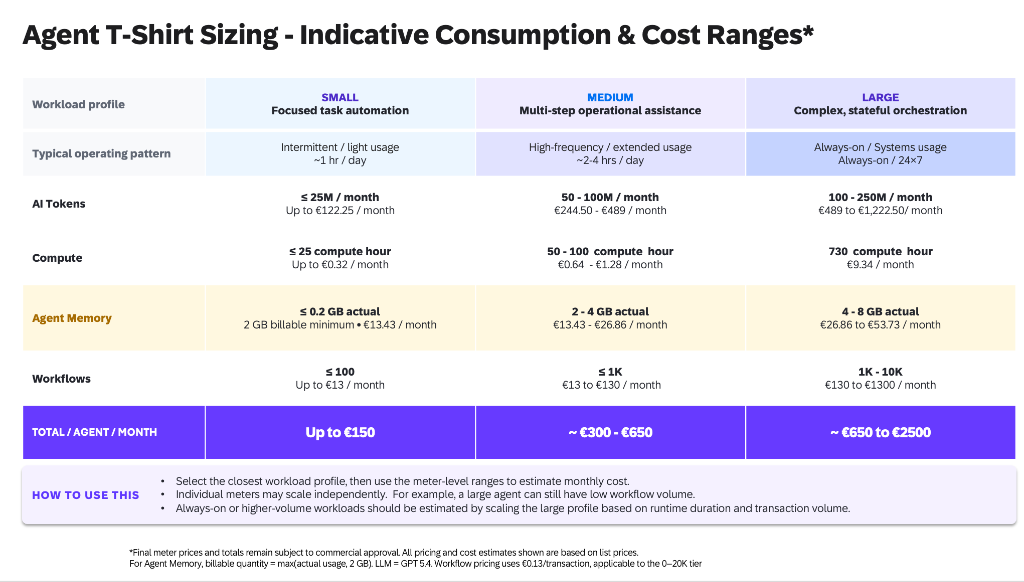 Agent T-Shirt Sizing - Indicative Consumption & Cost Ranges*
Workload profile
SMALL
Focused task automation
MEDIUM
Multi-step operational assistance
LARGE
Complex, stateful orchestration
Typical operating pattern
Intermittent / light usage
~1 hr / day
High-frequency / extended usage
~2-4 hrs / day
Always-on / Systems usage
Always-on / 24×7
AI Tokens
≤ 25M / month
Up to €122.25 / month
50 - 100M / month
€244.50 - €489 / month
100 - 250M / month
€489 to €1,222.50/ month
Compute
≤ 25 compute hour
Up to €0.32 / month
50 - 100 compute hour
€0.64 - €1.28 / month
730 compute hour
€9.34 / month
Agent Memory
≤ 0.2 GB actual
2 GB billable minimum • €13.43 / month
2 - 4 GB actual
€13.43 - €26.86 / month
4 - 8 GB actual
€26.86 to €53.73 / month
Workflows
≤ 100
Up to €13 / month
≤ 1K
€13 to €130 / month
1K - 10K
€130 to €1300 / month
TOTAL / AGENT / MONTH
Up to €150
~ €300 - €650
~ €650 to €2500
HOW TO USE THIS
• Select the closest workload profile, then use the meter-level ranges to estimate monthly cost.
• Individual meters may scale independently. For example, a large agent can still have low workflow volume.
• Always-on or higher-volume workloads should be estimated by scaling the large profile based on runtime duration and transaction volume.
*Final meter prices and totals remain subject to commercial approval. All pricing and cost estimates shown are based on list prices.
For Agent Memory, billable quantity = max(actual usage, 2 GB). LLM = GPT 5.4. Workflow pricing uses €0.13/transaction, applicable to the 0–20K tier